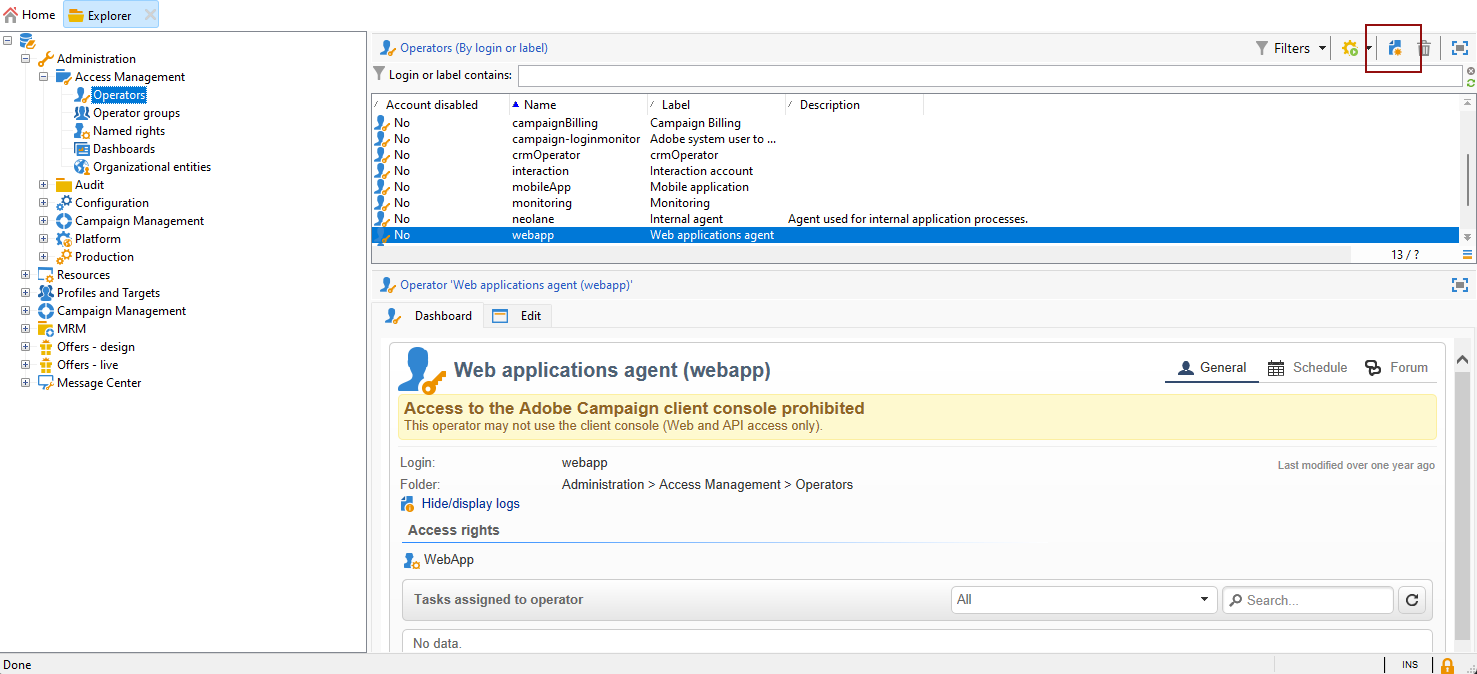 Home Explorer
Administration
Access Management
Operators
Operator groups
Named rights
Dashboards
Organizational entities
Audit
Configuration
Campaign Management
Platform
Production
Resources
Profiles and Targets
Campaign Management
MRM
Offers - design
Offers - live
Message Center
Operators (By login or label) Filters
Login or label contains:
Account disabled Name Label Description
No campaignBilling Campaign Billing
No campaign-loginmonitor Adobe system user to ...
No crmOperator crmOperator
No interaction Interaction account
No mobileApp Mobile application
No monitoring Monitoring
No neolane Internal agent Agent used for internal application processes.
No webapp Web applications agent
13 / ?
Operator 'Web applications agent (webapp)'
Dashboard Edit
Web applications agent (webapp) General Schedule Forum
Access to the Adobe Campaign client console prohibited
This operator may not use the client console (Web and API access only).
Login: webapp Last modified over one year ago
Folder: Administration > Access Management > Operators
Hide/display logs
Access rights
WebApp
Tasks assigned to operator All Search...
No data.
Done INS